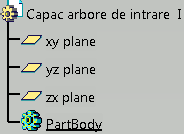 Capac arbore de intrare I
xy plane
yz plane
zx plane
PartBody